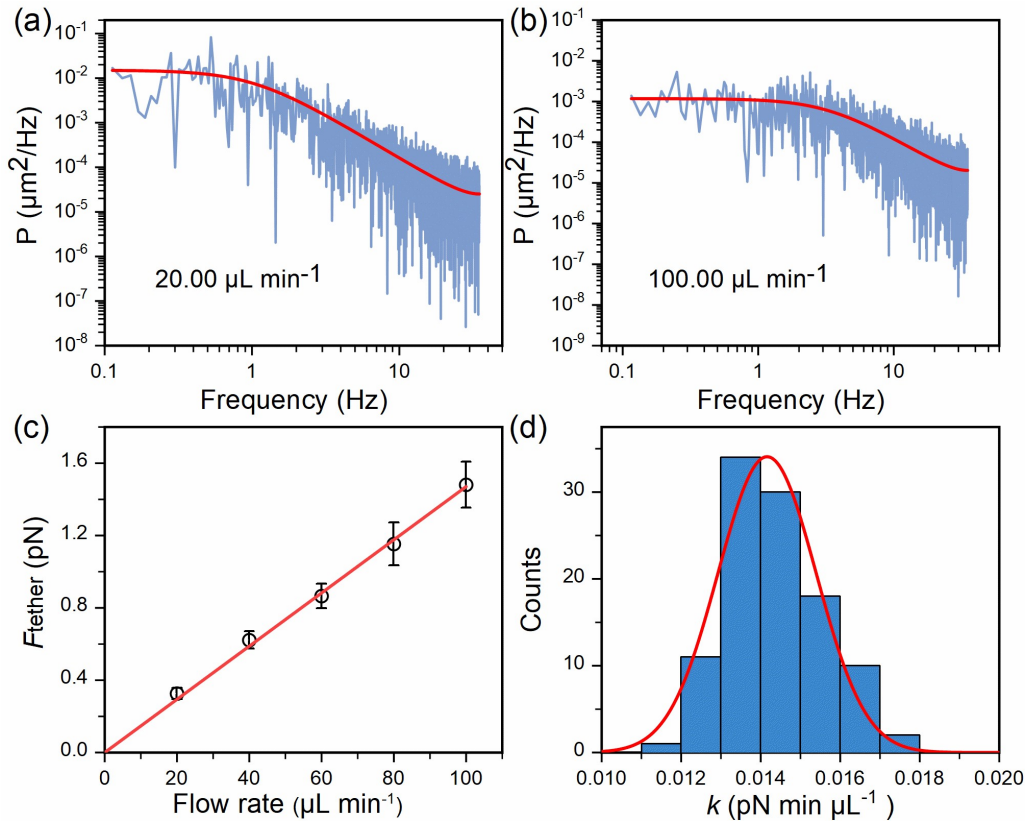 (a)
P (µm²/Hz)
10⁻¹
10⁻²
10⁻³
10⁻⁴
10⁻⁵
10⁻⁶
10⁻⁷
10⁻⁸
20.00 µL min⁻¹
0.1 1 10
Frequency (Hz)
(b)
P (µm²/Hz)
10⁻¹
10⁻²
10⁻³
10⁻⁴
10⁻⁵
10⁻⁶
10⁻⁷
10⁻⁸
10⁻⁹
100.00 µL min⁻¹
0.1 1 10
Frequency (Hz)
(c)
Ftether (pN)
1.6
1.2
0.8
0.4
0.0
0 20 40 60 80 100
Flow rate (µL min⁻¹)
(d)
Counts
30
20
10
0
0.010 0.012 0.014 0.016 0.018 0.020
k (pN min µL⁻¹ )